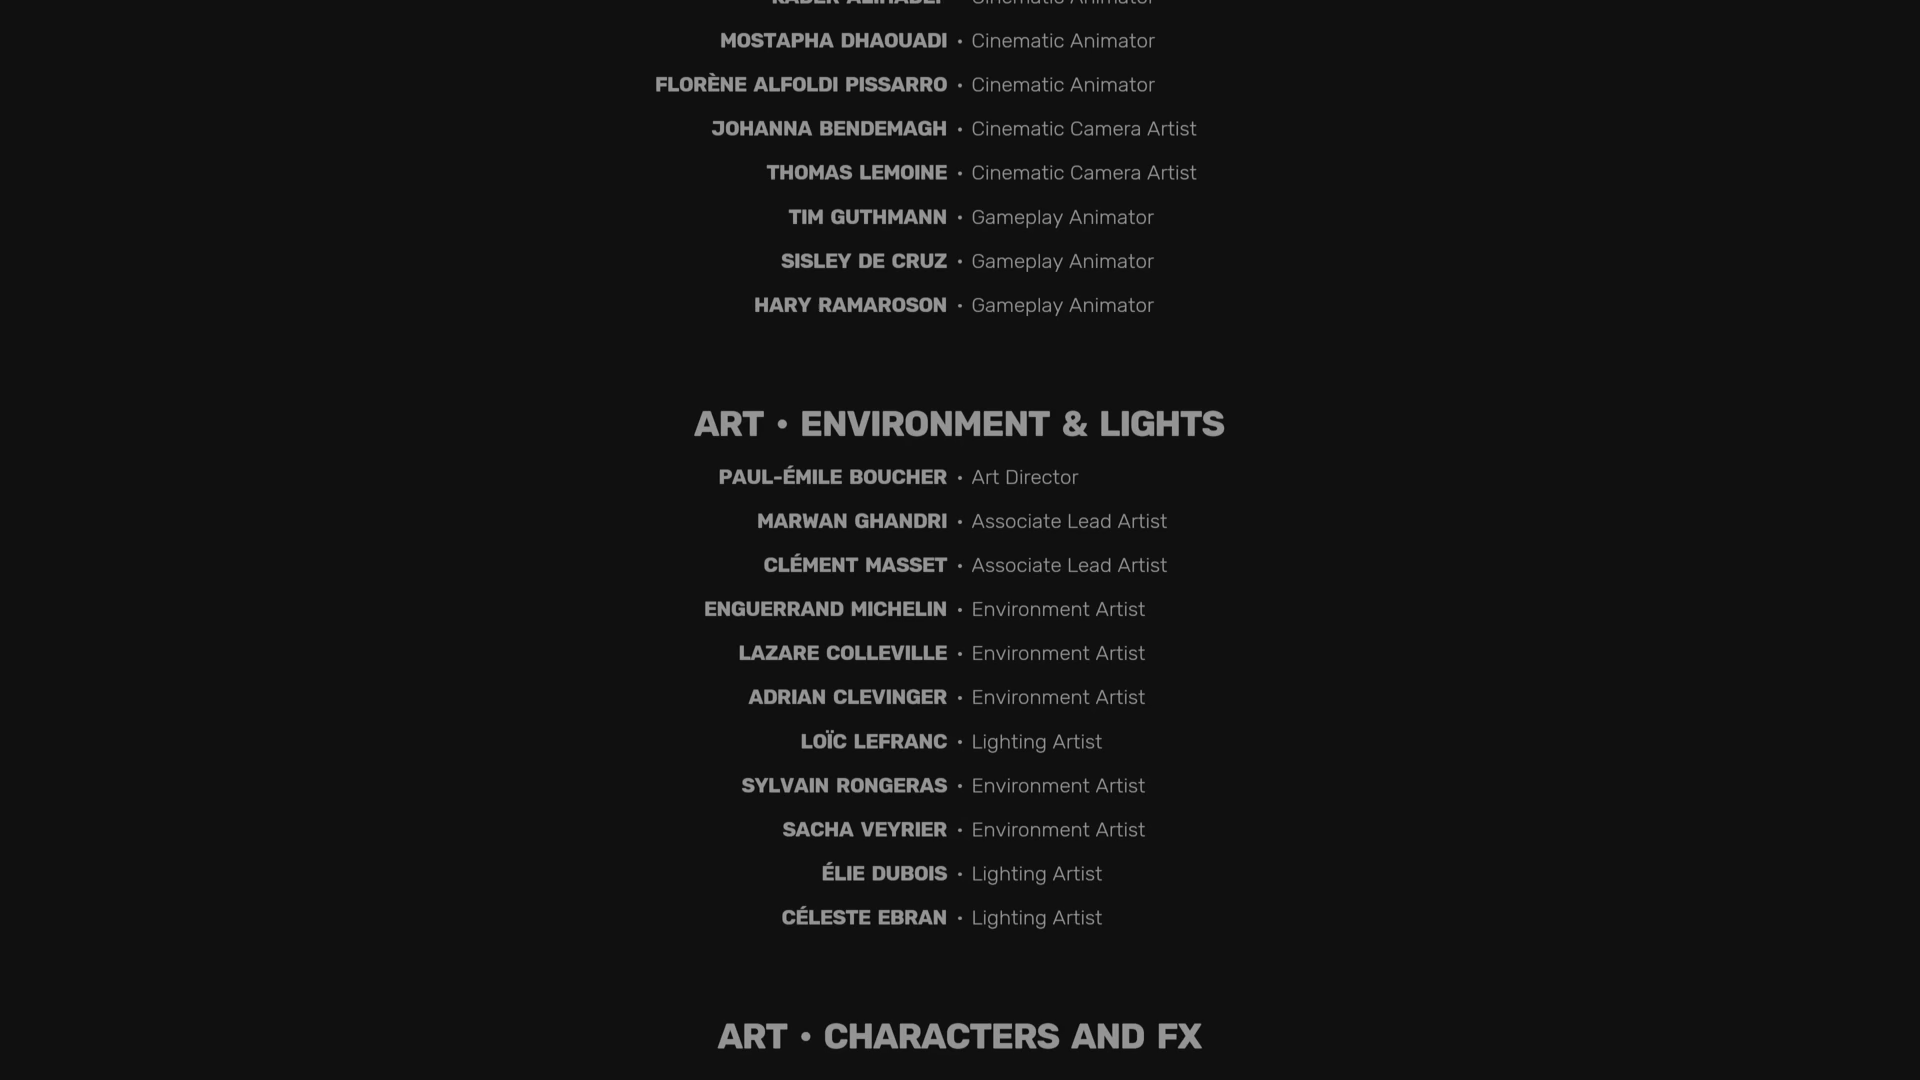 Cinematic Animator
MOSTAPHA DHAOUADI • Cinematic Animator
FLORÈNE ALFOLDI PISSARRO • Cinematic Animator
JOHANNA BENDEMAGH • Cinematic Camera Artist
THOMAS LEMOINE • Cinematic Camera Artist
TIM GUTHMANN • Gameplay Animator
SISLEY DE CRUZ • Gameplay Animator
HARY RAMAROSON • Gameplay Animator
ART • ENVIRONMENT & LIGHTS
PAUL-ÉMILE BOUCHER • Art Director
MARWAN GHANDRI • Associate Lead Artist
CLÉMENT MASSET • Associate Lead Artist
ENGUERRAND MICHELIN • Environment Artist
LAZARE COLLEVILLE • Environment Artist
ADRIAN CLEVINGER • Environment Artist
LOÏC LEFRANC • Lighting Artist
SYLVAIN RONGERAS • Environment Artist
SACHA VEYRIER • Environment Artist
ÉLIE DUBOIS • Lighting Artist
CÉLESTE EBRAN • Lighting Artist
ART • CHARACTERS AND FX